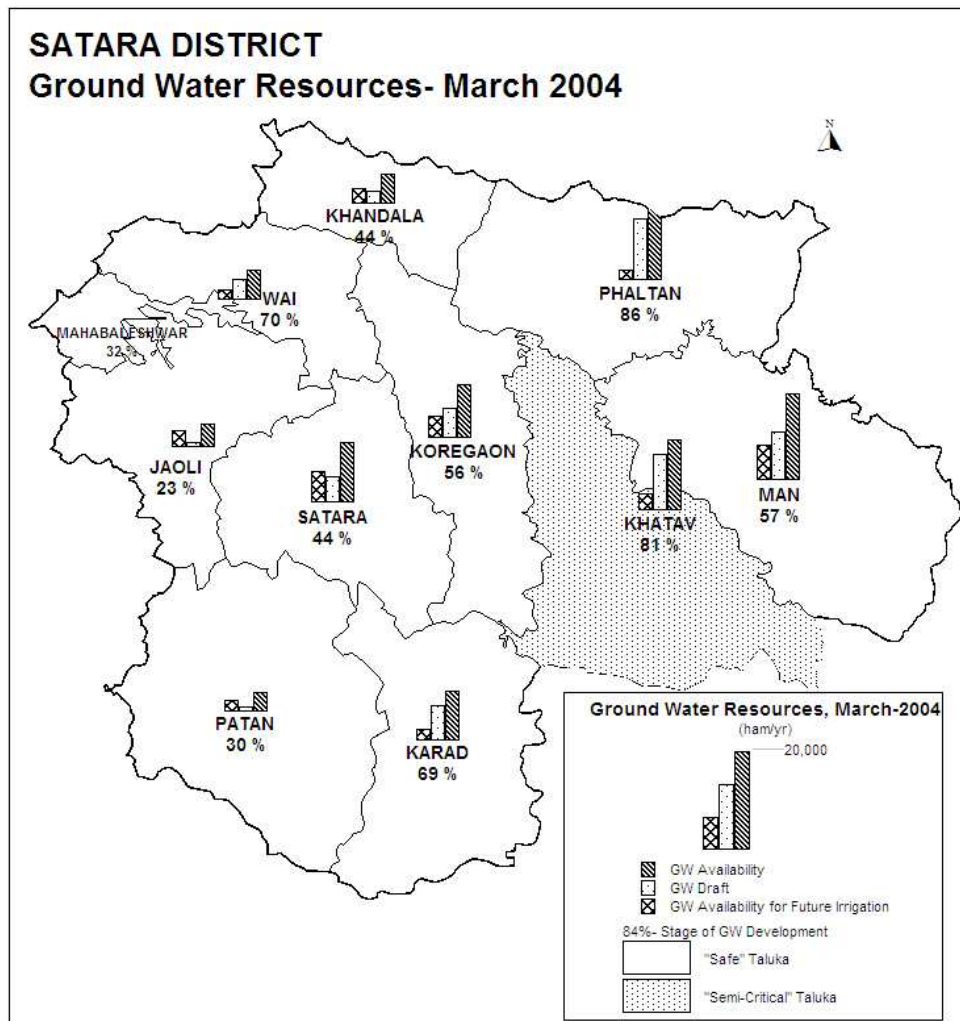 SATARA DISTRICT
Ground Water Resources- March 2004
N
KHANDALA
44 %
PHALTAN
86 %
WAI
70 %
MAHABALESHWAR
32 %
KOREGAON
56 %
JAOLI
23 %
SATARA
44 %
KHATAV
81 %
MAN
57 %
PATAN
30 %
KARAD
69 %
Ground Water Resources, March-2004
(ham/yr)
20,000
GW Availability
GW Draft
GW Availability for Future Irrigation
84%- Stage of GW Development
"Safe" Taluka
"Semi-Critical" Taluka